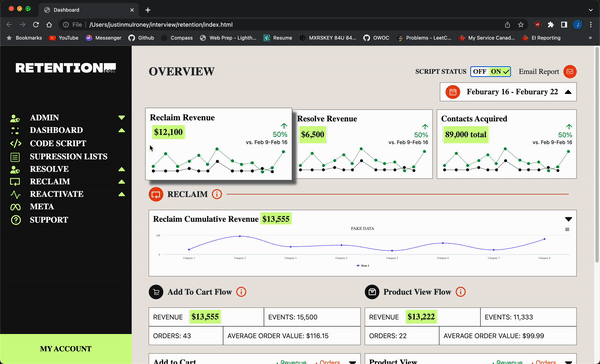 Dashboard
File
/Users/justinmulroney/interview/retention/index.html
Bookmarks
YouTube
Messenger
Github
Compass
Web Prep – Lighth...
Resume
MXRSKEY 84U 84...
OWOC
Problems - LeetC...
My Service Canad...
EI Reporting
RETENTION
OVERVIEW
SCRIPT STATUS OFF ON ✓ Email Report
Feburary 16 - Feburary 22
ADMIN
DASHBOARD
CODE SCRIPT
SUPRESSION LISTS
RESOLVE
RECLAIM
REACTIVATE
META
SUPPORT
MY ACCOUNT
Reclaim Revenue
$12,100
50%
vs. Feb 9-Feb 16
Resolve Revenue
$6,500
50%
vs. Feb 9-Feb 16
Contacts Acquired
89,000 total
50%
vs. Feb 9-Feb 16
RECLAIM
Reclaim Cumulative Revenue $13,555
FAKE DATA
Add To Cart Flow
REVENUE $13,555 EVENTS: 15,500
ORDERS: 43 AVERAGE ORDER VALUE: $116.15
Product View Flow
REVENUE $13,222 EVENTS: 11,333
ORDERS: 22 AVERAGE ORDER VALUE: $99.99
Add to Cart
Revenue
Orders
Product View
Revenue
Orders